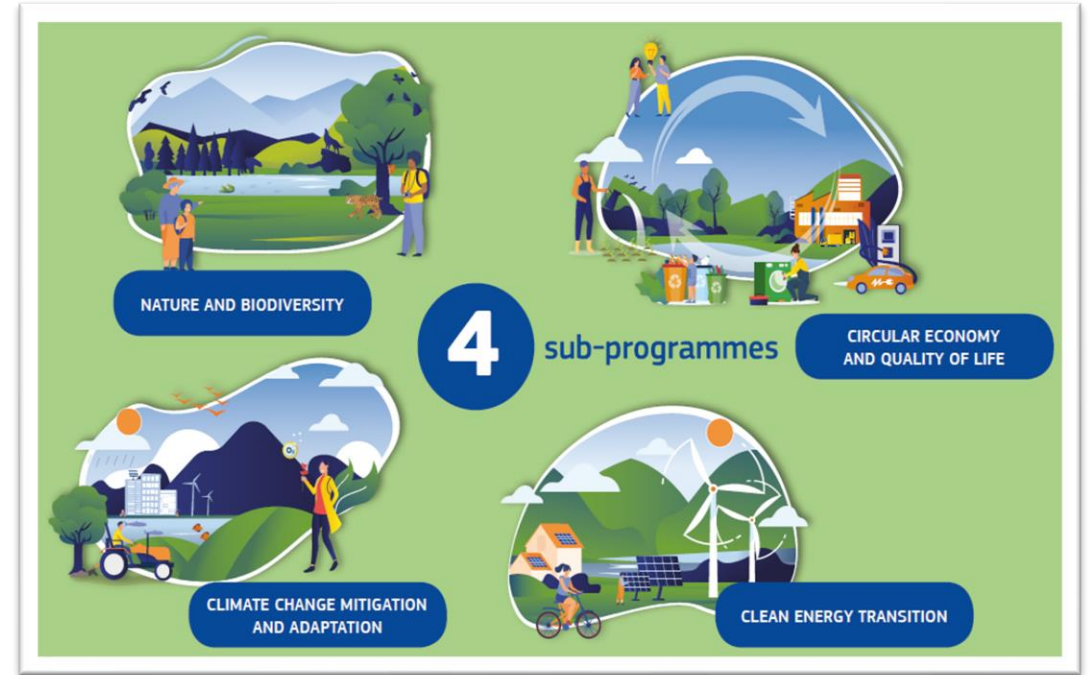 NATURE AND BIODIVERSITY
4
sub-programmes
CIRCULAR ECONOMY
AND QUALITY OF LIFE
CLIMATE CHANGE MITIGATION
AND ADAPTATION
CLEAN ENERGY TRANSITION